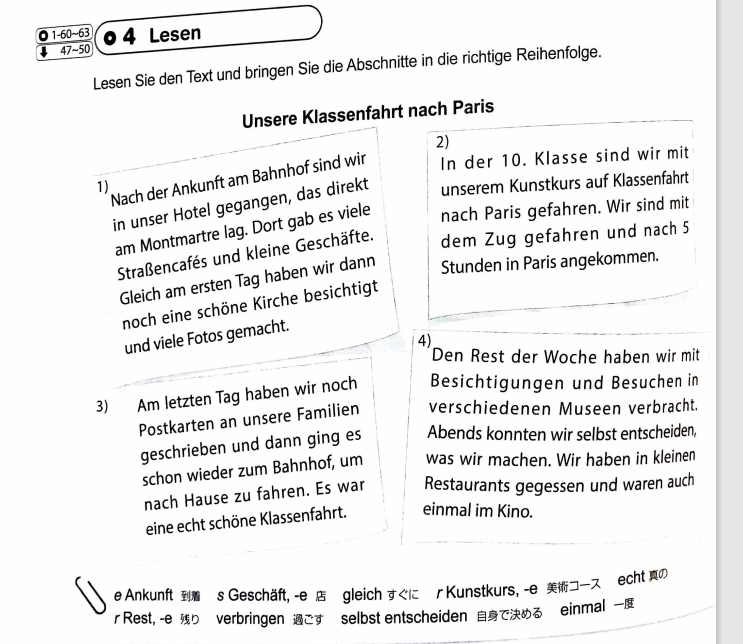 1-60~63
47~50
4 Lesen
Lesen Sie den Text und bringen Sie die Abschnitte in die richtige Reihenfolge.
Unsere Klassenfahrt nach Paris
1)
Nach der Ankunft am Bahnhof sind wir
in unser Hotel gegangen, das direkt
am Montmartre lag. Dort gab es viele
Straßencafés und kleine Geschäfte.
Gleich am ersten Tag haben wir dann
noch eine schöne Kirche besichtigt
und viele Fotos gemacht.
2)
In der 10. Klasse sind wir mit
unserem Kunstkurs auf Klassenfahrt
nach Paris gefahren. Wir sind mit
dem Zug gefahren und nach 5
Stunden in Paris angekommen.
3)
Am letzten Tag haben wir noch
Postkarten an unsere Familien
geschrieben und dann ging es
schon wieder zum Bahnhof, um
nach Hause zu fahren. Es war
eine echt schöne Klassenfahrt.
4)
Den Rest der Woche haben wir mit
Besichtigungen und Besuchen in
verschiedenen Museen verbracht.
Abends konnten wir selbst entscheiden,
was wir machen. Wir haben in kleinen
Restaurants gegessen und waren auch
einmal im Kino.
e Ankunft 到着 s Geschäft, -e 店 gleich すぐに r Kunstkurs, -e 美術コース echt 真の
r Rest, -e 残り verbringen 過ごす selbst entscheiden 自身で決める einmal 一度